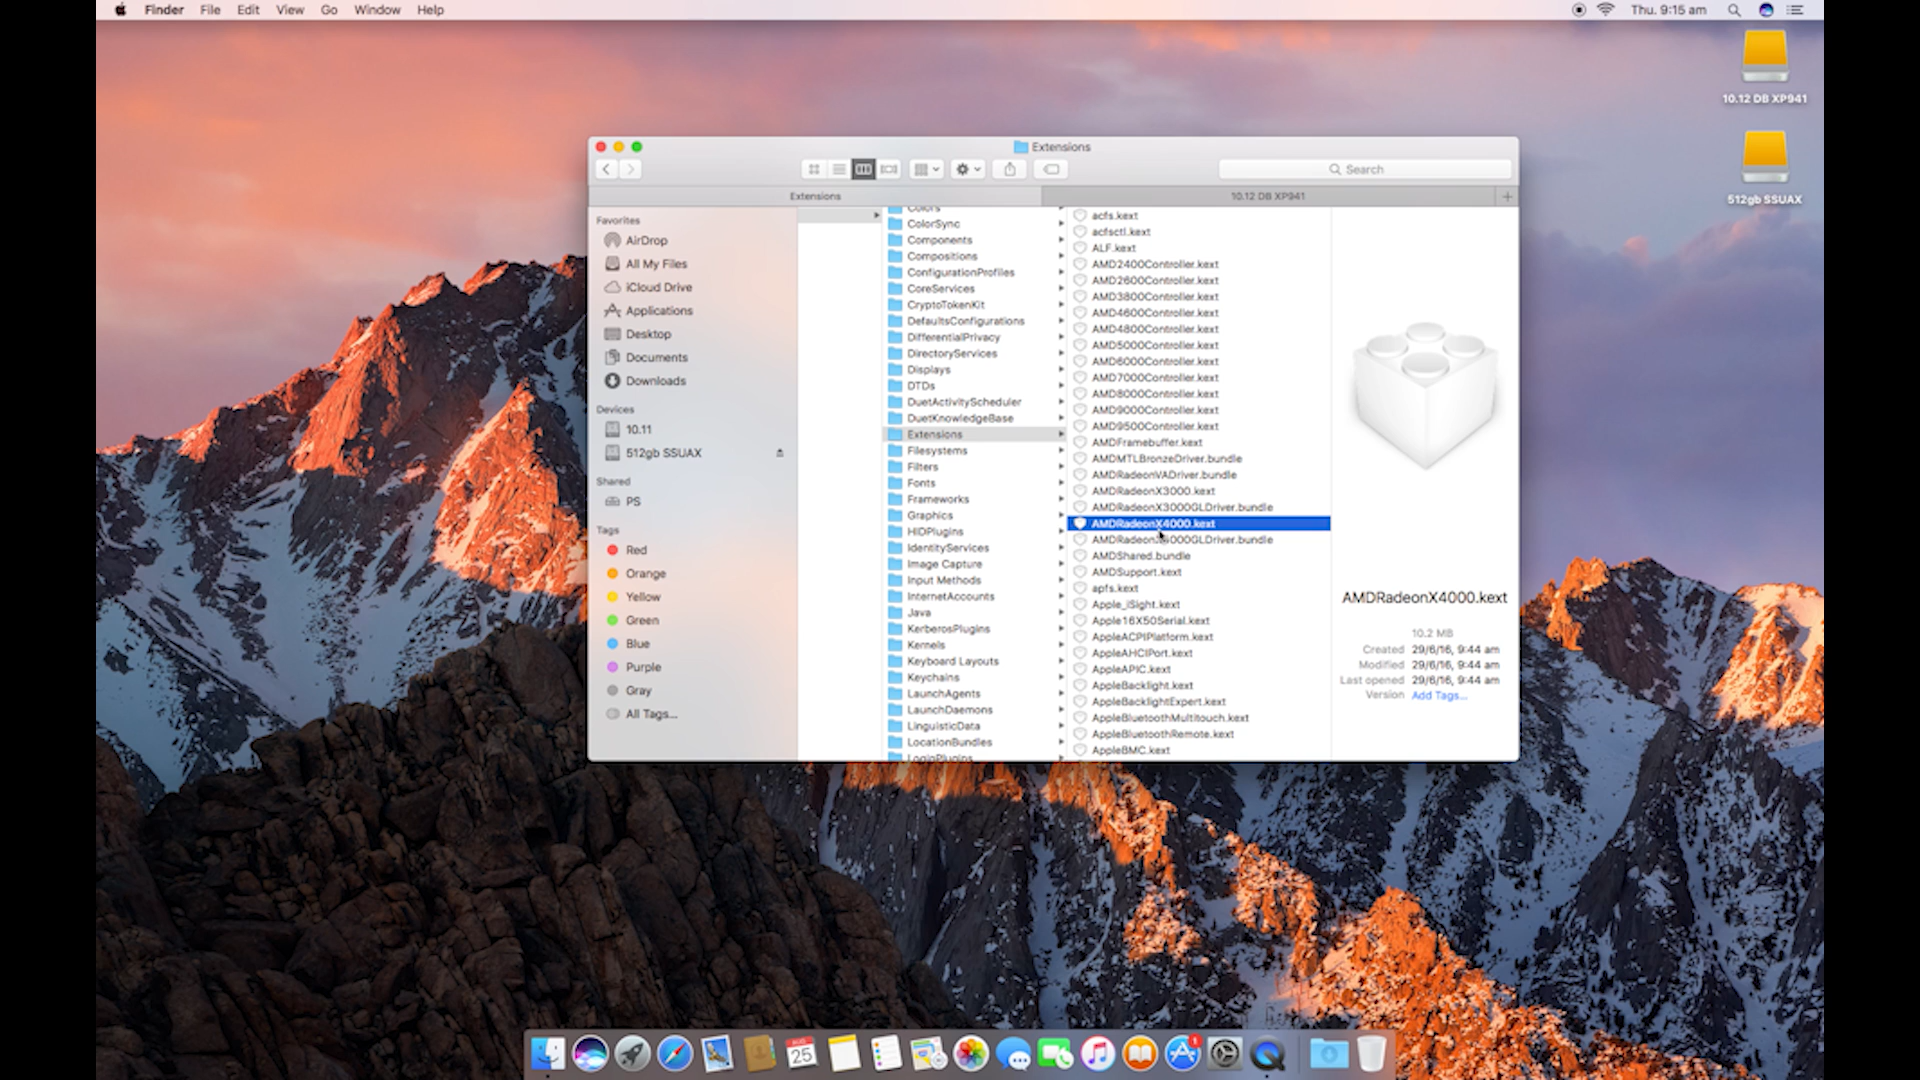 Finder File Edit View Go Window Help
Thu. 9:15 am
10.12 DB XP941
512gb SSUAX
Extensions
Search
Extensions
10.12 DB XP941
Favorites
AirDrop
All My Files
iCloud Drive
Applications
Desktop
Documents
Downloads
Devices
10.11
512gb SSUAX
Shared
PS
Tags
Red
Orange
Yellow
Green
Blue
Purple
Gray
All Tags...
Colors
ColorSync
Components
Compositions
ConfigurationProfiles
CoreServices
CryptoTokenKit
DefaultsConfigurations
DifferentialPrivacy
DirectoryServices
Displays
DTDs
DuetActivityScheduler
DuetKnowledgeBase
Extensions
Filesystems
Filters
Fonts
Frameworks
Graphics
HIDPlugins
IdentityServices
Image Capture
Input Methods
InternetAccounts
Java
KerberosPlugins
Kernels
Keyboard Layouts
Keychains
LaunchAgents
LaunchDaemons
LinguisticData
LocationBundles
LoginPlugins
acfs.kext
acfsctl.kext
ALF.kext
AMD2400Controller.kext
AMD2600Controller.kext
AMD3800Controller.kext
AMD4600Controller.kext
AMD4800Controller.kext
AMD5000Controller.kext
AMD6000Controller.kext
AMD7000Controller.kext
AMD8000Controller.kext
AMD9000Controller.kext
AMD9500Controller.kext
AMDFramebuffer.kext
AMDMTLBronzeDriver.bundle
AMDRadeonVADriver.bundle
AMDRadeonX3000.kext
AMDRadeonX3000GLDriver.bundle
AMDRadeonX4000.kext
AMDRadeonX4000GLDriver.bundle
AMDShared.bundle
AMDSupport.kext
apfs.kext
Apple_iSight.kext
Apple16X50Serial.kext
AppleACPIPlatform.kext
AppleAHCIPort.kext
AppleAPIC.kext
AppleBacklight.kext
AppleBacklightExpert.kext
AppleBluetoothMultitouch.kext
AppleBluetoothRemote.kext
AppleBMC.kext
AMDRadeonX4000.kext
10.2 MB
Created 29/6/16, 9:44 am
Modified 29/6/16, 9:44 am
Last opened 29/6/16, 9:44 am
Version Add Tags...
AUG
25
1